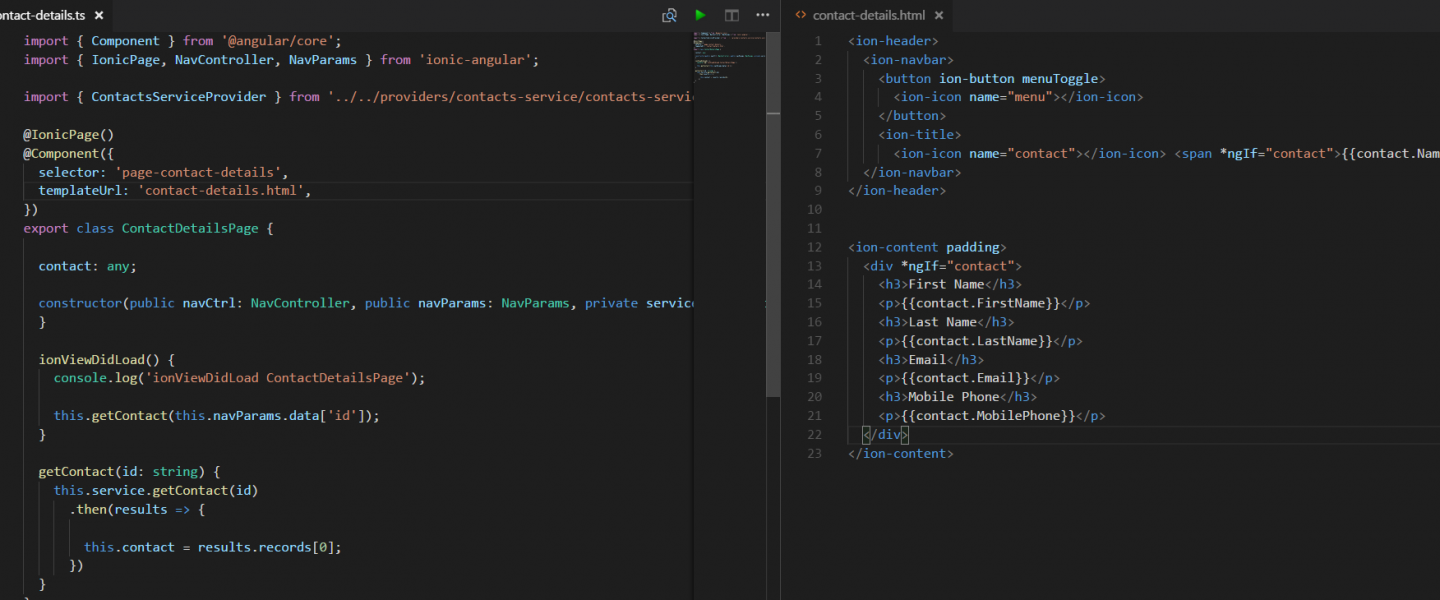 ontact-details.ts ×
import { Component } from '@angular/core';
import { IonicPage, NavController, NavParams } from 'ionic-angular';
import { ContactsServiceProvider } from '../../providers/contacts-service/contacts-servi
@IonicPage()
@Component({
selector: 'page-contact-details',
templateUrl: 'contact-details.html',
})
export class ContactDetailsPage {
contact: any;
constructor(public navCtrl: NavController, public navParams: NavParams, private servic
}
ionViewDidLoad() {
console.log('ionViewDidLoad ContactDetailsPage');
this.getContact(this.navParams.data['id']);
}
getContact(id: string) {
this.service.getContact(id)
.then(results => {
this.contact = results.records[0];
})
}
<> contact-details.html ×
1 <ion-header>
2 <ion-navbar>
3 <button ion-button menuToggle>
4 <ion-icon name="menu"></ion-icon>
5 </button>
6 <ion-title>
7 <ion-icon name="contact"></ion-icon> <span *ngIf="contact">{{contact.Nam
8 </ion-navbar>
9 </ion-header>
10
11
12 <ion-content padding>
13 <div *ngIf="contact">
14 <h3>First Name</h3>
15 <p>{{contact.FirstName}}</p>
16 <h3>Last Name</h3>
17 <p>{{contact.LastName}}</p>
18 <h3>Email</h3>
19 <p>{{contact.Email}}</p>
20 <h3>Mobile Phone</h3>
21 <p>{{contact.MobilePhone}}</p>
22 </div>
23 </ion-content>